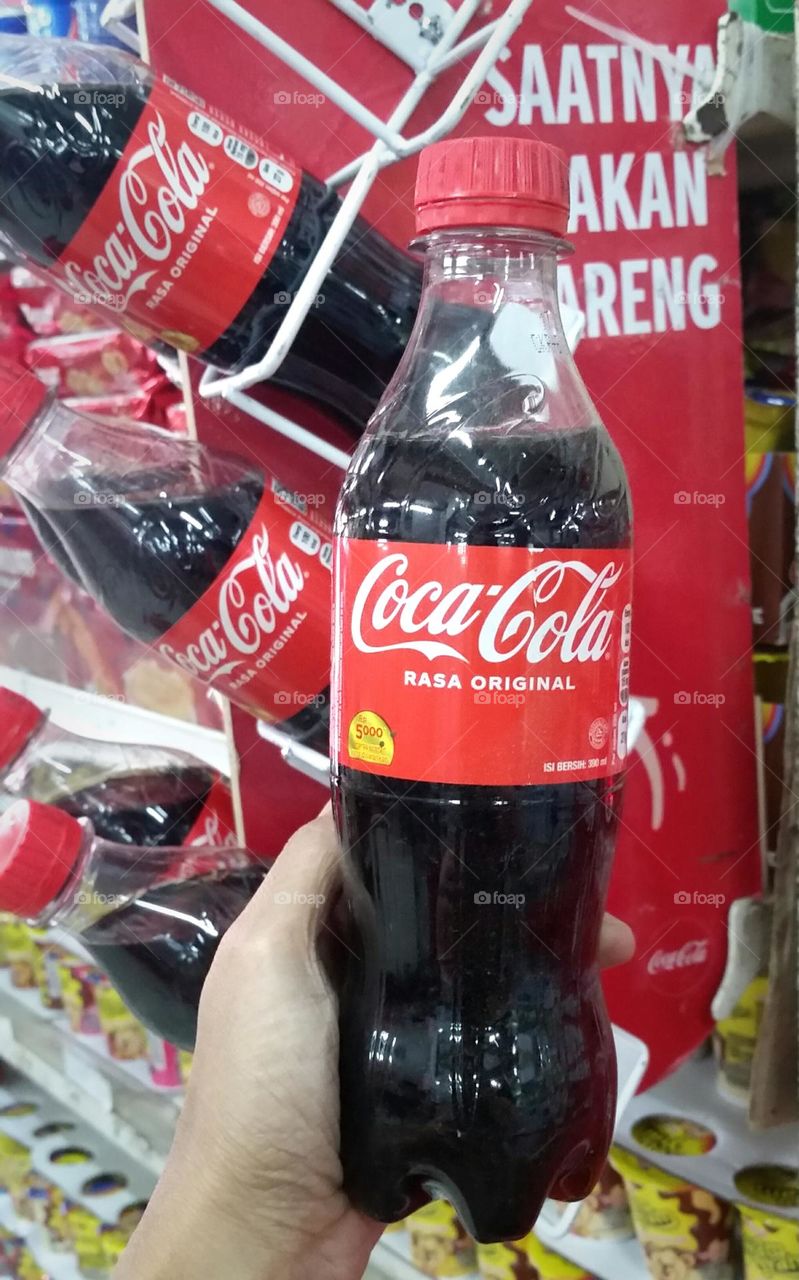 SAATNYA
AKAN
ARENG
Coca-Cola
RASA ORIGINAL
Coca-Cola
RASA ORIGINAL
Coca-Cola
RASA ORIGINAL
Rp
5000
ISI BERSIH: 390 ml
Coca-Cola
foap